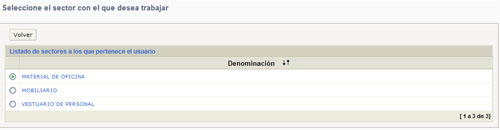 Seleccione el sector con el que desea trabajar
Volver
Listado de sectores a los que pertenece el usuario
Denominación
MATERIAL DE OFICINA
MOBILIARIO
VESTUARIO DE PERSONAL
[ 1 a 3 de 3]